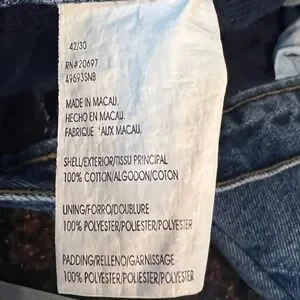 42/30
RN#20697
49693SNB
MADE IN MACAU.
HECHO EN MACAU.
FABRIQUE 'AUX MACAU.
SHELL/EXTERIOR/TISSU PRINCIPAL
100% COTTON/ALGODON/COTON
LINING/FORRO/DOUBLURE
100% POLYESTER/POLIESTER/POLYESTER
PADDING/RELLENO/GARNISSAGE
100% POLYESTER/POLIESTER/POLYESTER